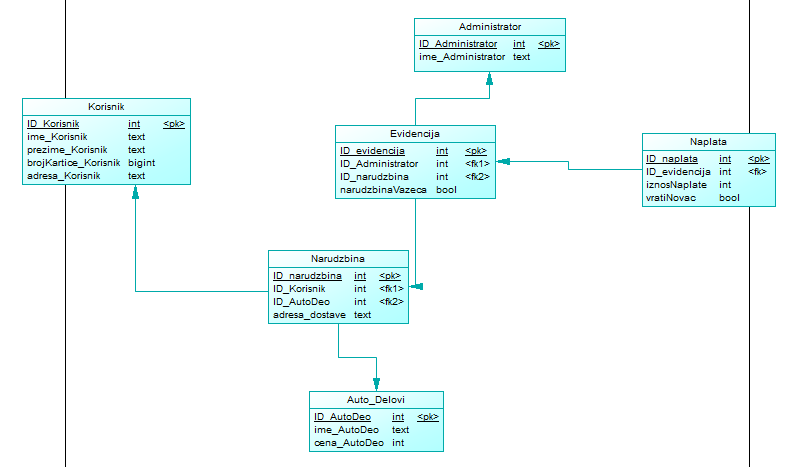 Administrator
ID_Administrator int <pk>
ime_Administrator text
Korisnik
ID_Korisnik int <pk>
ime_Korisnik text
prezime_Korisnik text
brojKartice_Korisnik bigint
adresa_Korisnik text
Evidencija
ID_evidencija int <pk>
ID_Administrator int <fk1>
ID_narudzbina int <fk2>
narudzbinaVazeca bool
Naplata
ID_naplata int <pk>
ID_evidencija int <fk>
iznosNaplate int
vratiNovac bool
Narudzbina
ID_narudzbina int <pk>
ID_Korisnik int <fk1>
ID_AutoDeo int <fk2>
adresa_dostave text
Auto_Delovi
ID_AutoDeo int <pk>
ime_AutoDeo text
cena_AutoDeo int